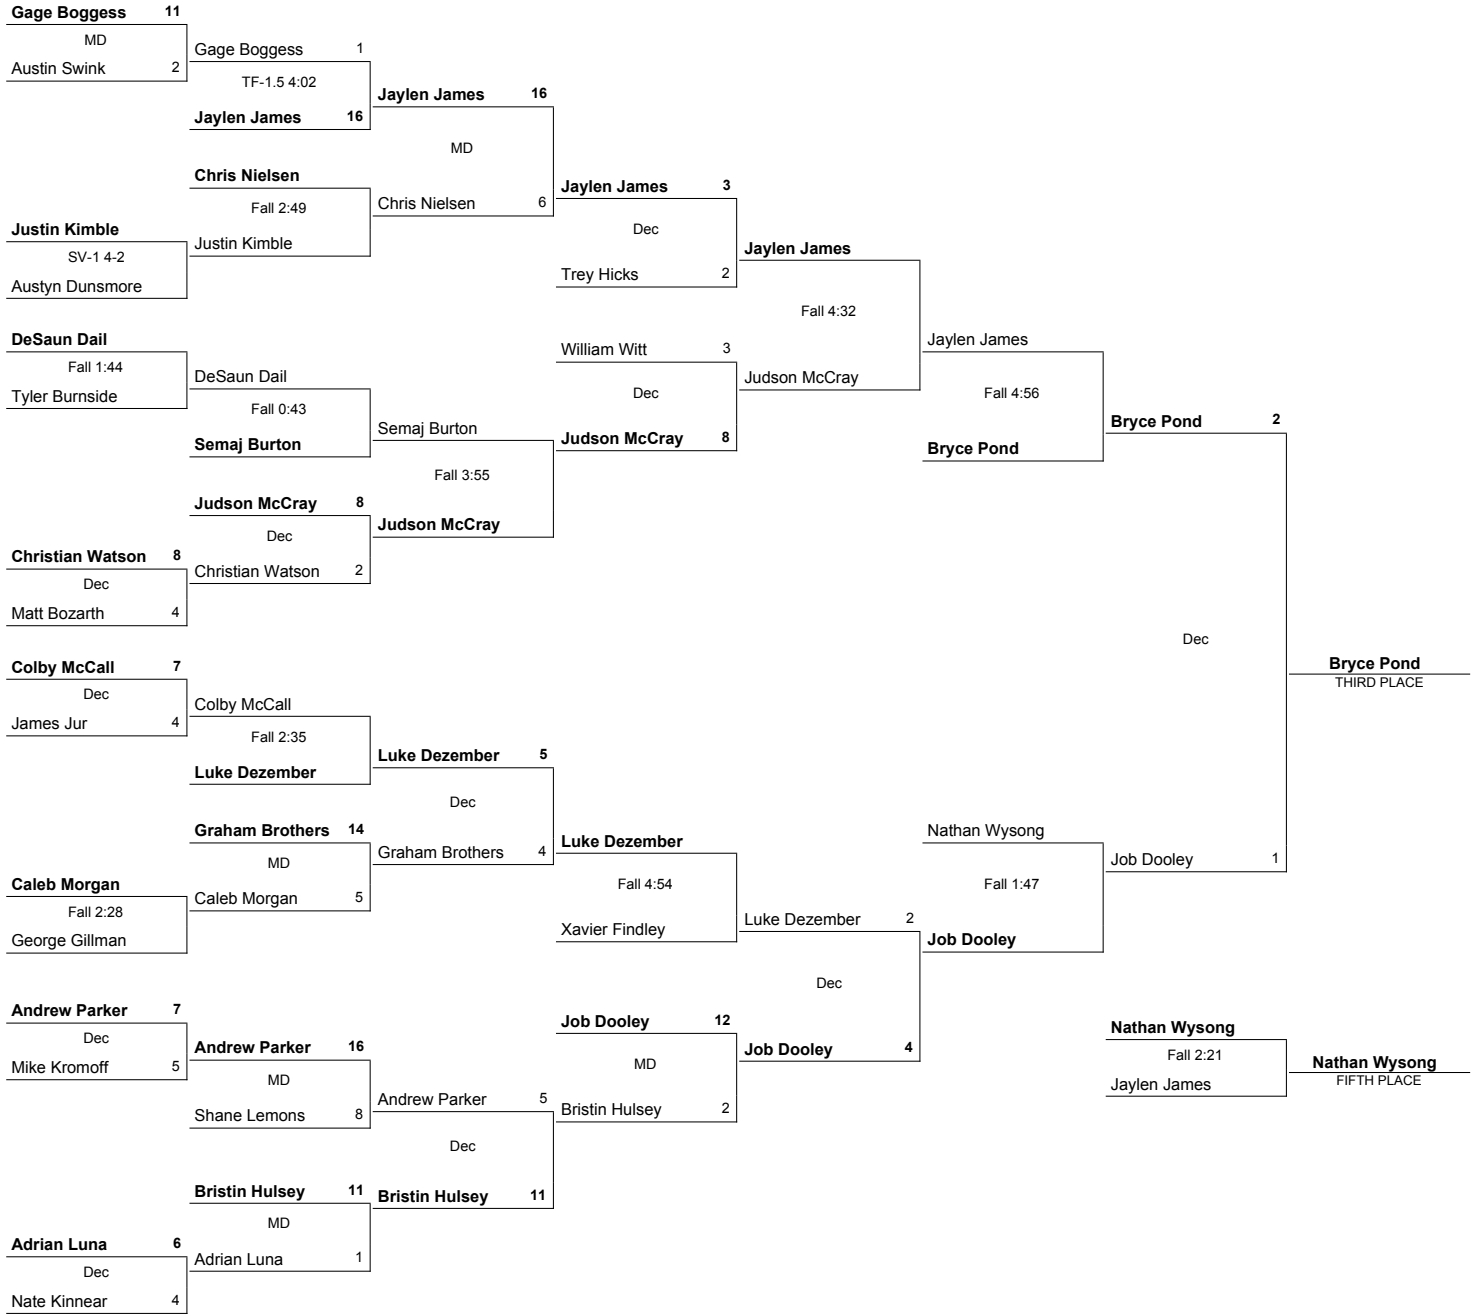 Gage Boggess 11
MD
Austin Swink 2
Justin Kimble
SV-1 4-2
Austyn Dunsmore
DeSaun Dail
Fall 1:44
Tyler Burnside
Christian Watson 8
Dec
Matt Bozarth 4
Colby McCall 7
Dec
James Jur 4
Caleb Morgan
Fall 2:28
George Gillman
Andrew Parker 7
Dec
Mike Kromoff 5
Adrian Luna 6
Dec
Nate Kinnear 4
Gage Boggess 1
TF-1.5 4:02
Jaylen James 16
Chris Nielsen
Fall 2:49
Justin Kimble
DeSaun Dail
Fall 0:43
Semaj Burton
Judson McCray 8
Dec
Christian Watson 2
Colby McCall
Fall 2:35
Luke Dezember
Graham Brothers 14
MD
Caleb Morgan 5
Andrew Parker 16
MD
Shane Lemons 8
Bristin Hulsey 11
MD
Adrian Luna 1
Jaylen James 16
MD
Chris Nielsen 6
Semaj Burton
Fall 3:55
Judson McCray
Luke Dezember 5
Dec
Graham Brothers 4
Andrew Parker 5
Dec
Bristin Hulsey 11
Jaylen James 3
Dec
Trey Hicks 2
William Witt 3
Dec
Judson McCray 8
Luke Dezember
Fall 4:54
Xavier Findley
Job Dooley 12
MD
Bristin Hulsey 2
Jaylen James
Fall 4:32
Judson McCray
Luke Dezember 2
Dec
Job Dooley 4
Jaylen James
Fall 4:56
Bryce Pond
Nathan Wysong
Fall 1:47
Job Dooley
Bryce Pond 2
Dec
Job Dooley 1
Nathan Wysong
Fall 2:21
Jaylen James
Bryce Pond
THIRD PLACE
Nathan Wysong
FIFTH PLACE